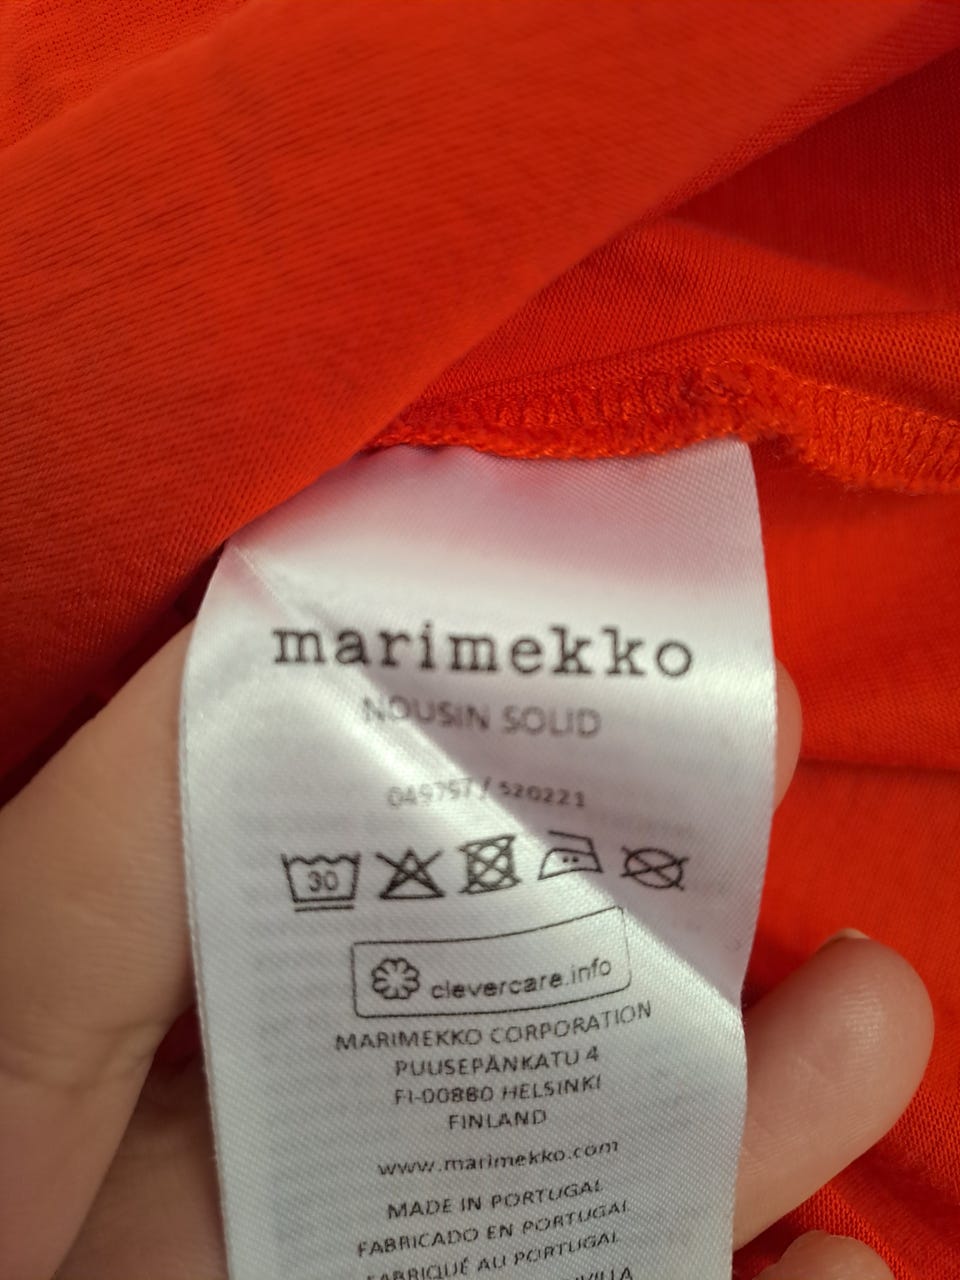 marimekko
NOUSIN SOLID
049797 / 520221
30
clevercare.info
MARIMEKKO CORPORATION
PUUSEPÄNKATU 4
FI-00880 HELSINKI
FINLAND
www.marimekko.com
MADE IN PORTUGAL
FABRICADO EN PORTUGAL
FABRIQUÉ AU PORTUGAL